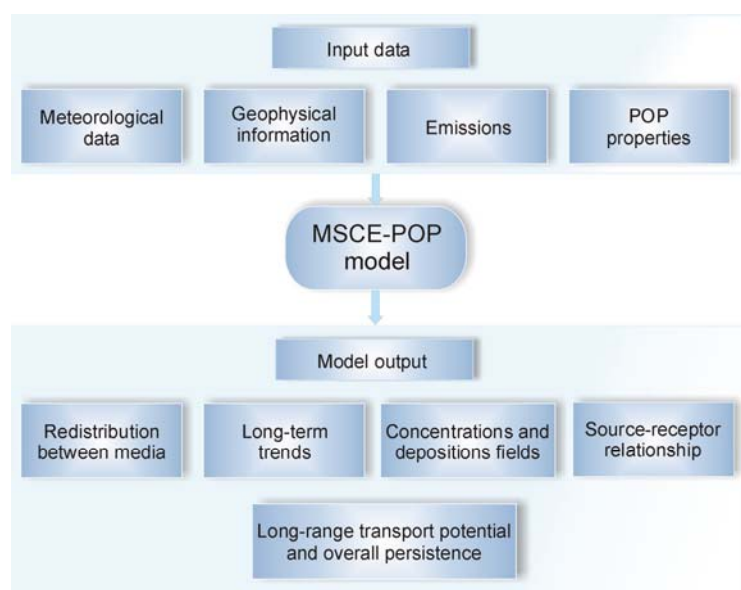 Input data
Meteorological
data
Geophysical
information
Emissions
POP
properties
MSCE-POP
model
Model output
Redistribution
between media
Long-term
trends
Concentrations and
depositions fields
Source-receptor
relationship
Long-range transport potential
and overall persistence